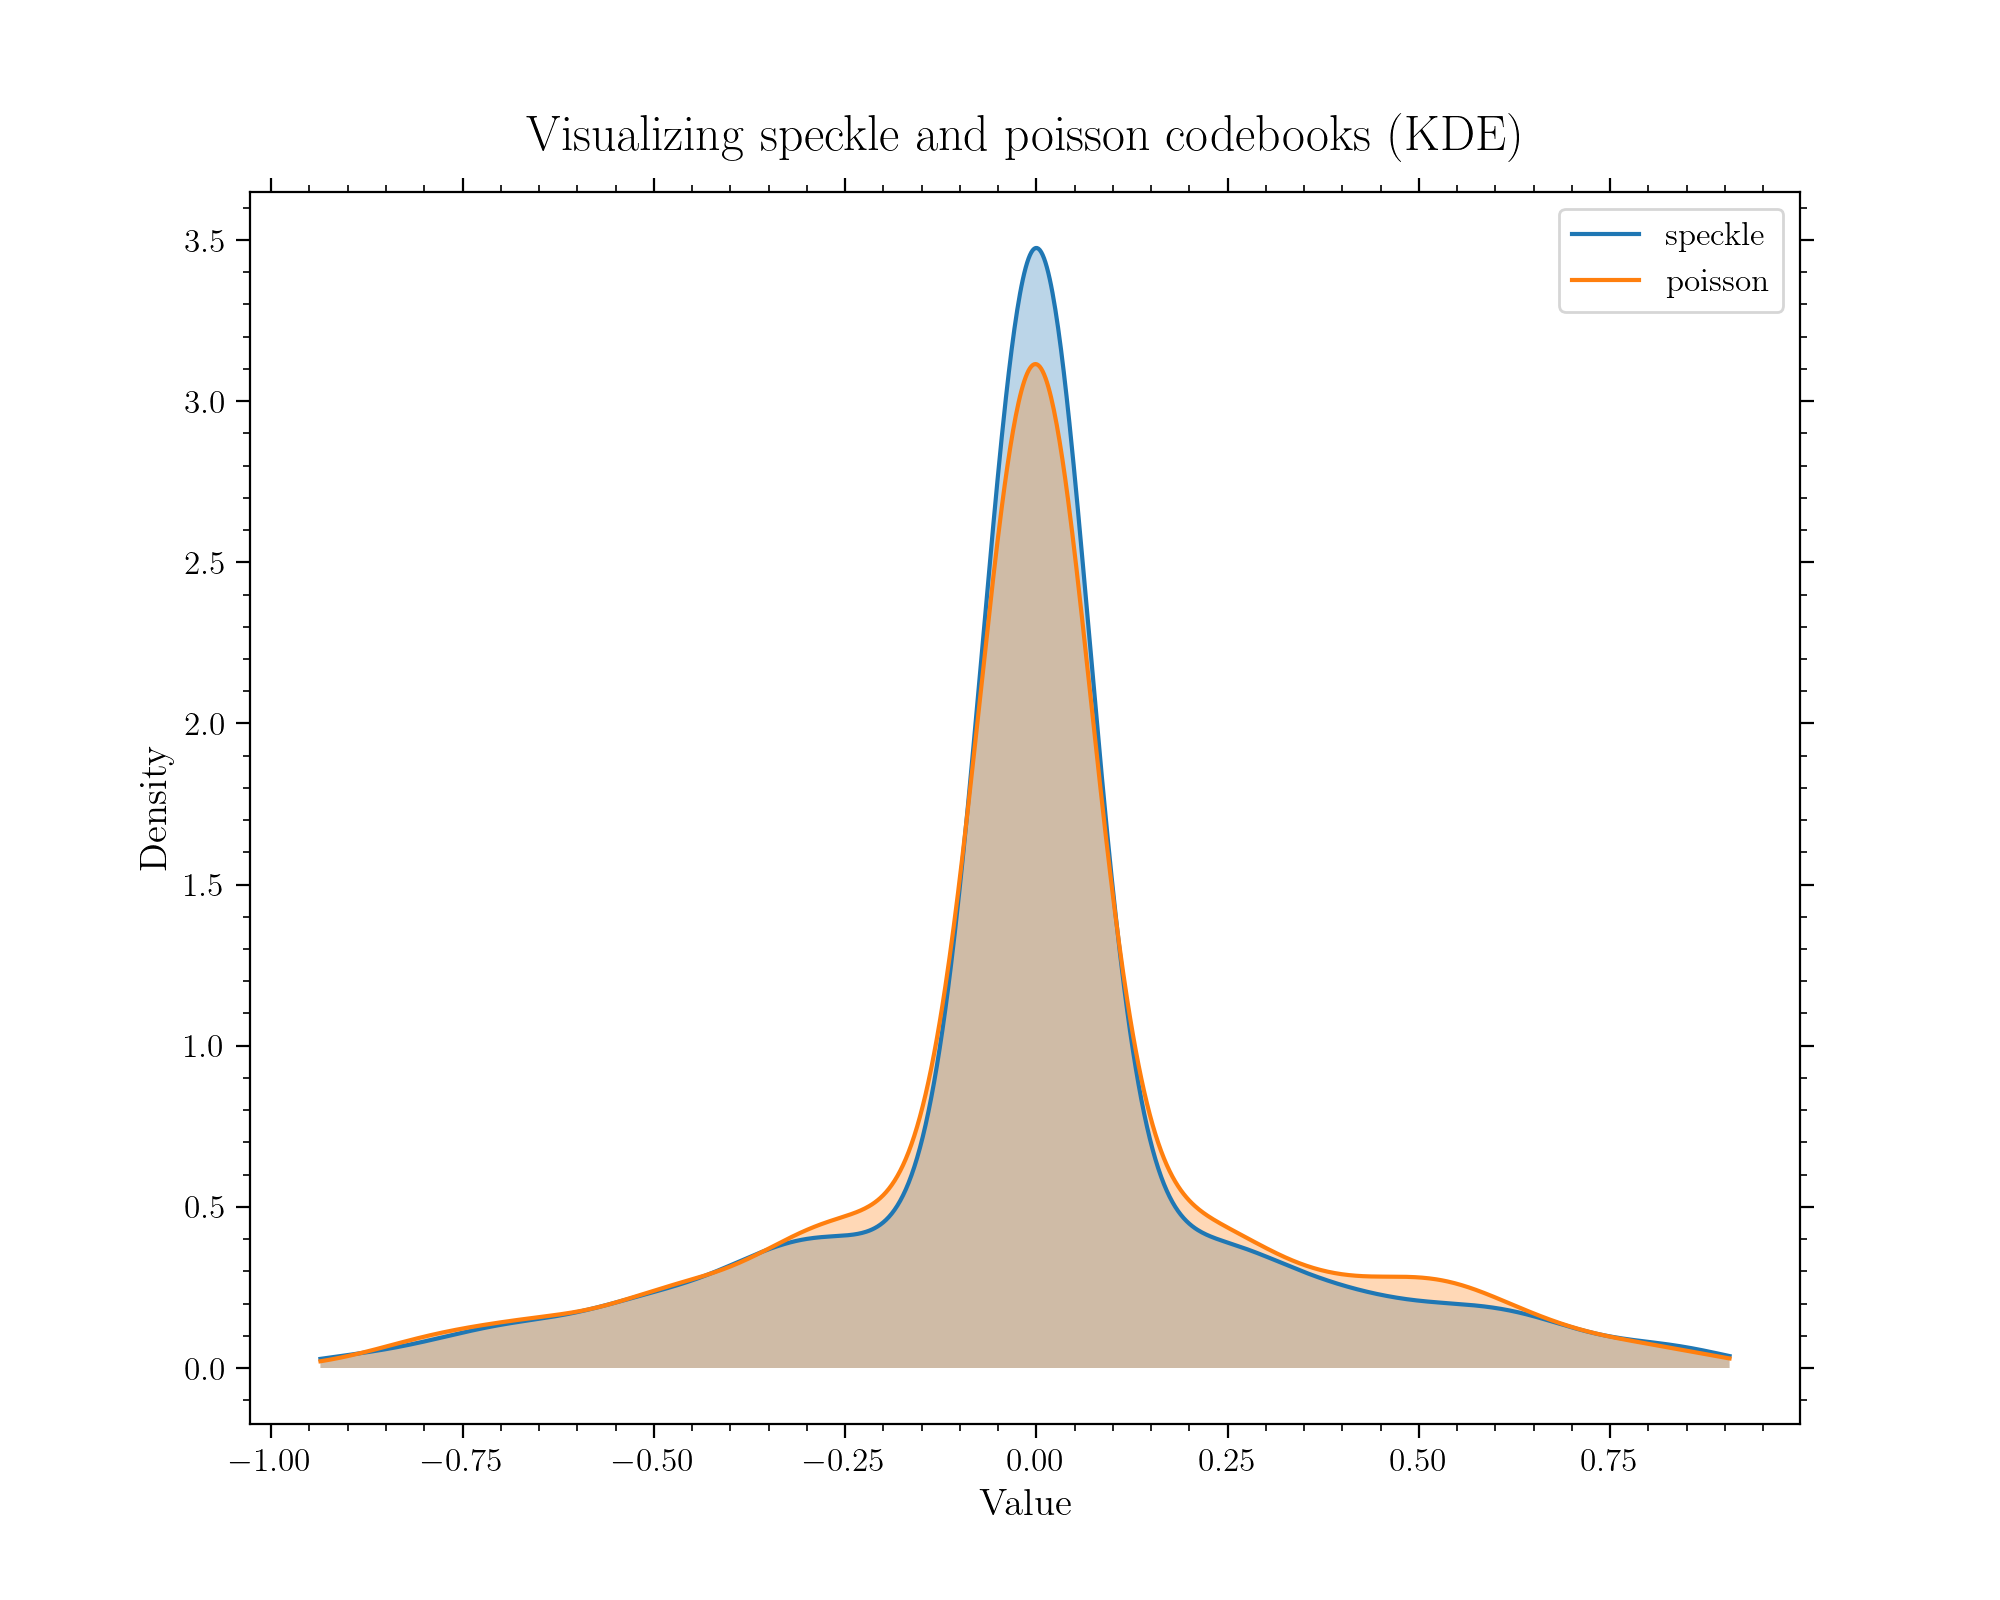 Visualizing speckle and poisson codebooks (KDE)
speckle
poisson
3.5
3.0
2.5
2.0
1.5
1.0
0.5
0.0
Density
−1.00 −0.75 −0.50 −0.25 0.00 0.25 0.50 0.75
Value